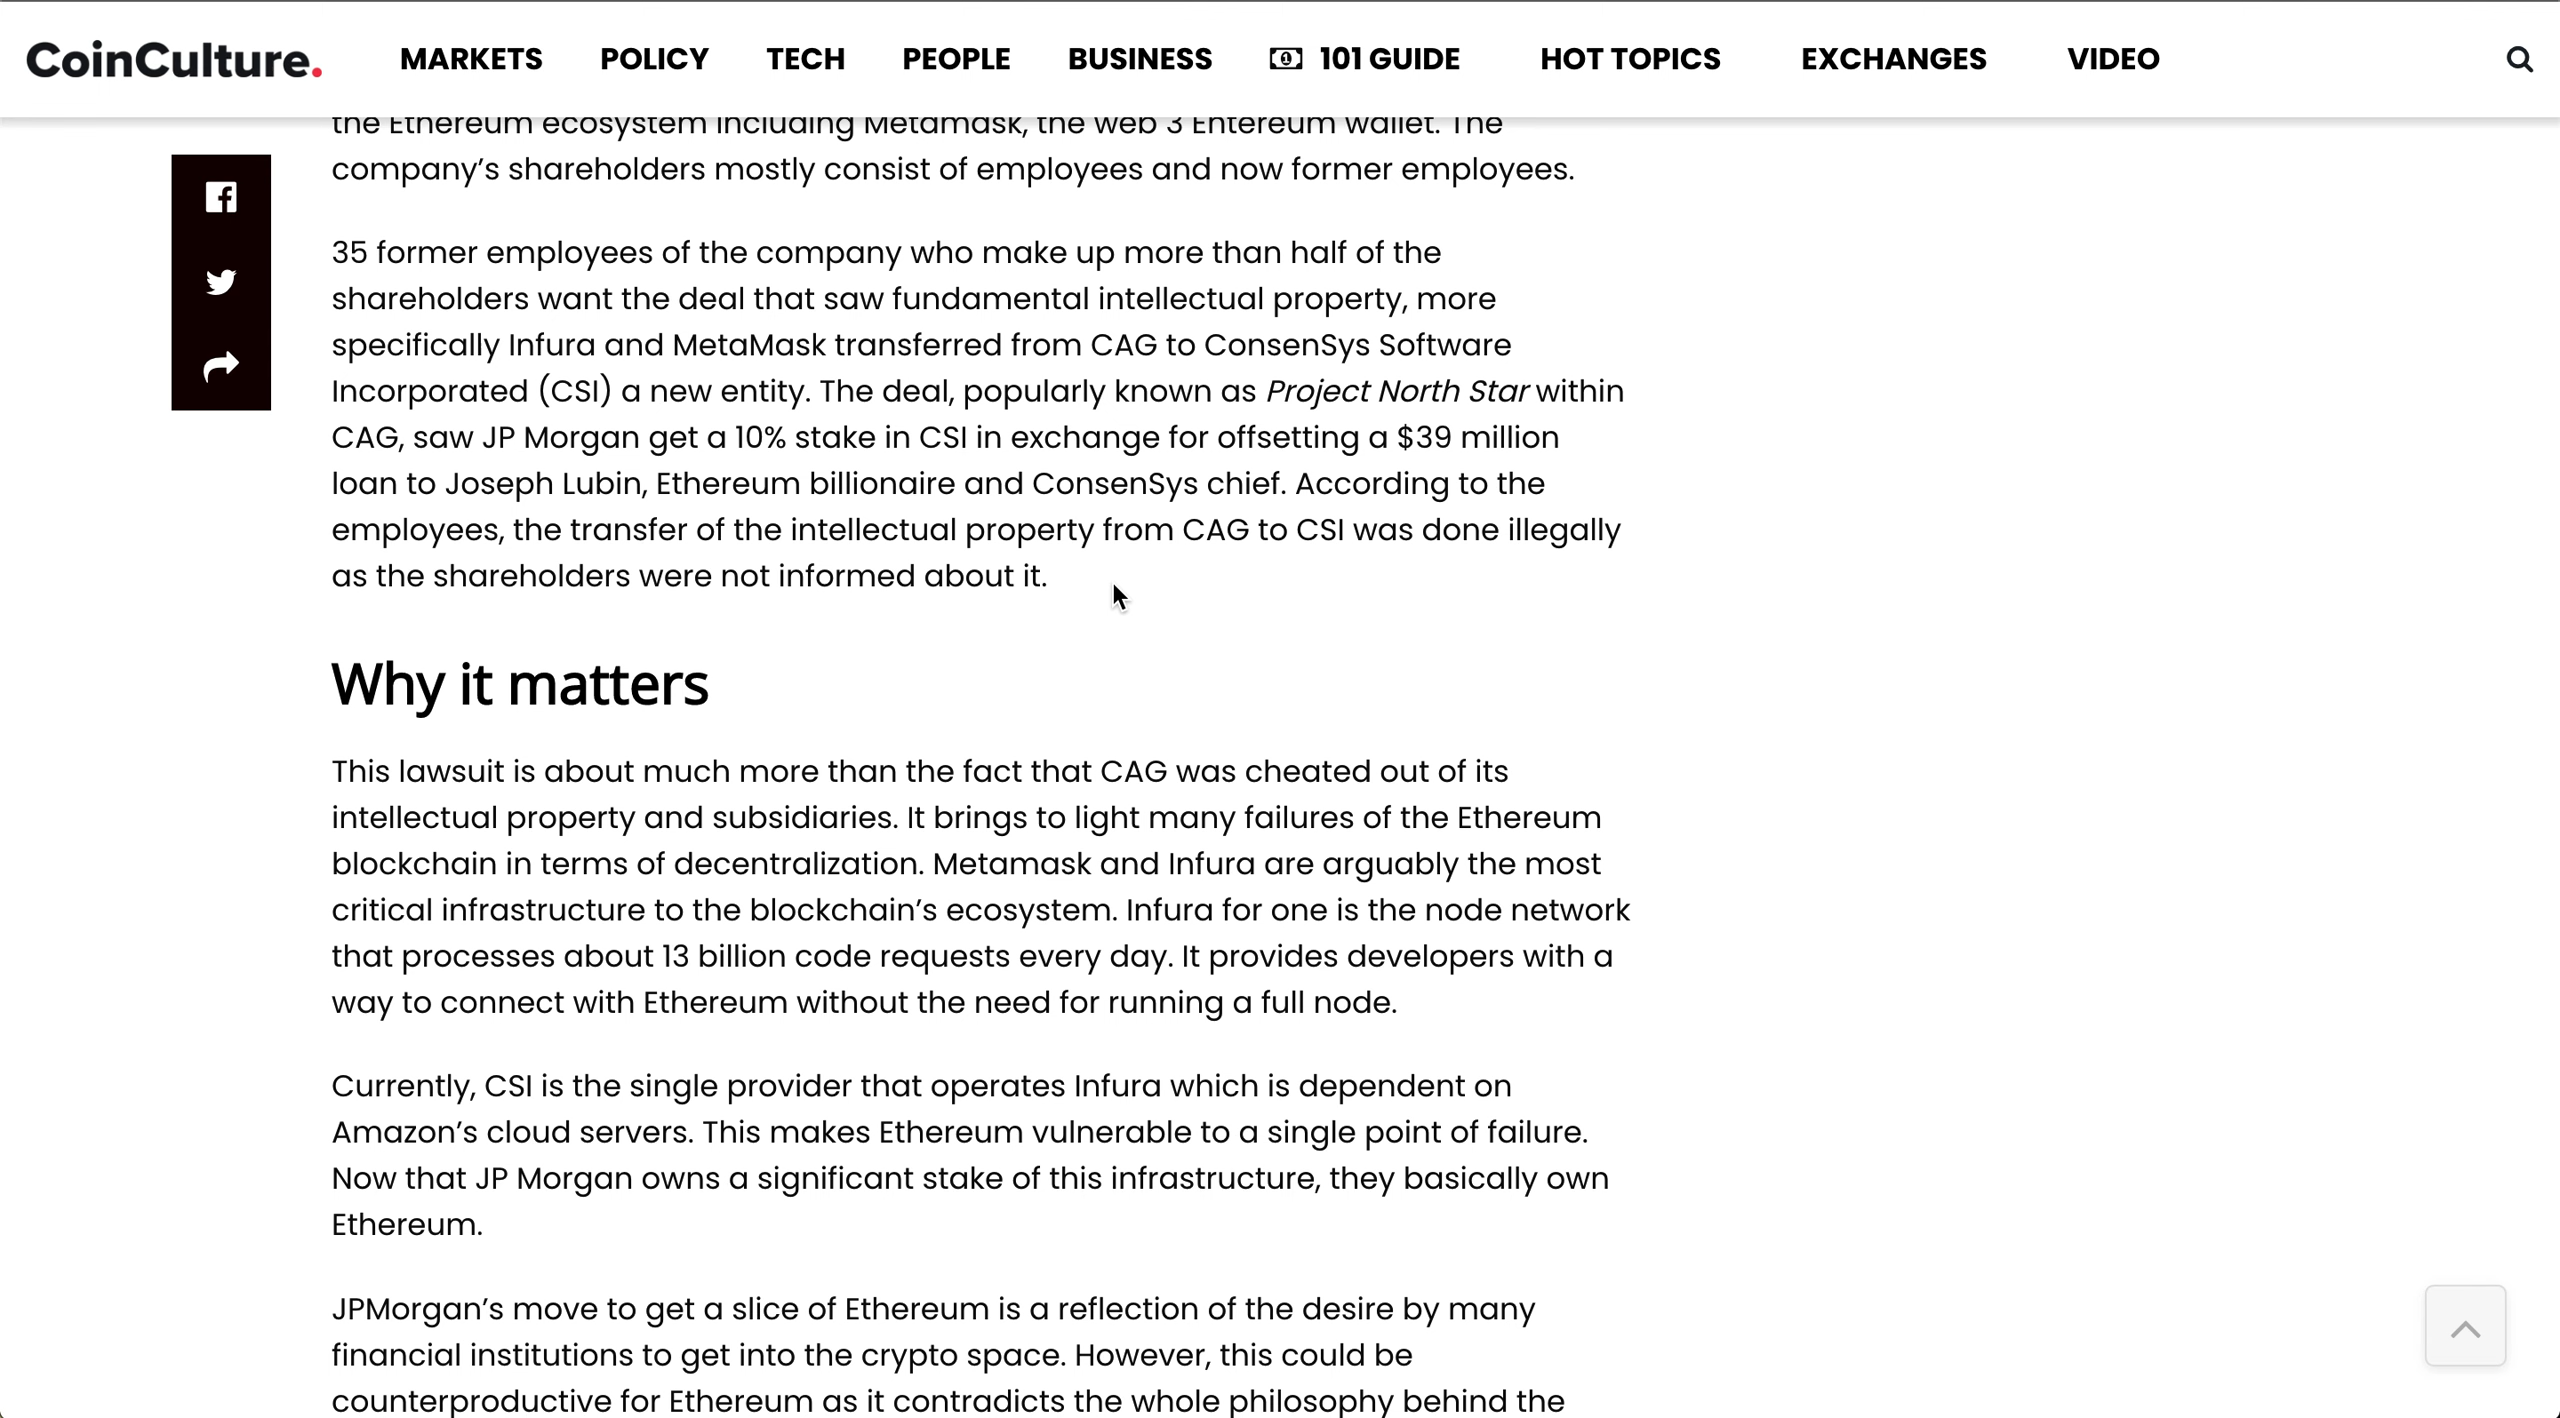 CoinCulture.
MARKETS POLICY TECH PEOPLE BUSINESS 101 GUIDE HOT TOPICS EXCHANGES VIDEO
the Ethereum ecosystem including Metamask, the web 3 Entereum wallet. The
company’s shareholders mostly consist of employees and now former employees.
35 former employees of the company who make up more than half of the
shareholders want the deal that saw fundamental intellectual property, more
specifically Infura and MetaMask transferred from CAG to ConsenSys Software
Incorporated (CSI) a new entity. The deal, popularly known as Project North Star within
CAG, saw JP Morgan get a 10% stake in CSI in exchange for offsetting a $39 million
loan to Joseph Lubin, Ethereum billionaire and ConsenSys chief. According to the
employees, the transfer of the intellectual property from CAG to CSI was done illegally
as the shareholders were not informed about it.
Why it matters
This lawsuit is about much more than the fact that CAG was cheated out of its
intellectual property and subsidiaries. It brings to light many failures of the Ethereum
blockchain in terms of decentralization. Metamask and Infura are arguably the most
critical infrastructure to the blockchain’s ecosystem. Infura for one is the node network
that processes about 13 billion code requests every day. It provides developers with a
way to connect with Ethereum without the need for running a full node.
Currently, CSI is the single provider that operates Infura which is dependent on
Amazon’s cloud servers. This makes Ethereum vulnerable to a single point of failure.
Now that JP Morgan owns a significant stake of this infrastructure, they basically own
Ethereum.
JPMorgan’s move to get a slice of Ethereum is a reflection of the desire by many
financial institutions to get into the crypto space. However, this could be
counterproductive for Ethereum as it contradicts the whole philosophy behind the